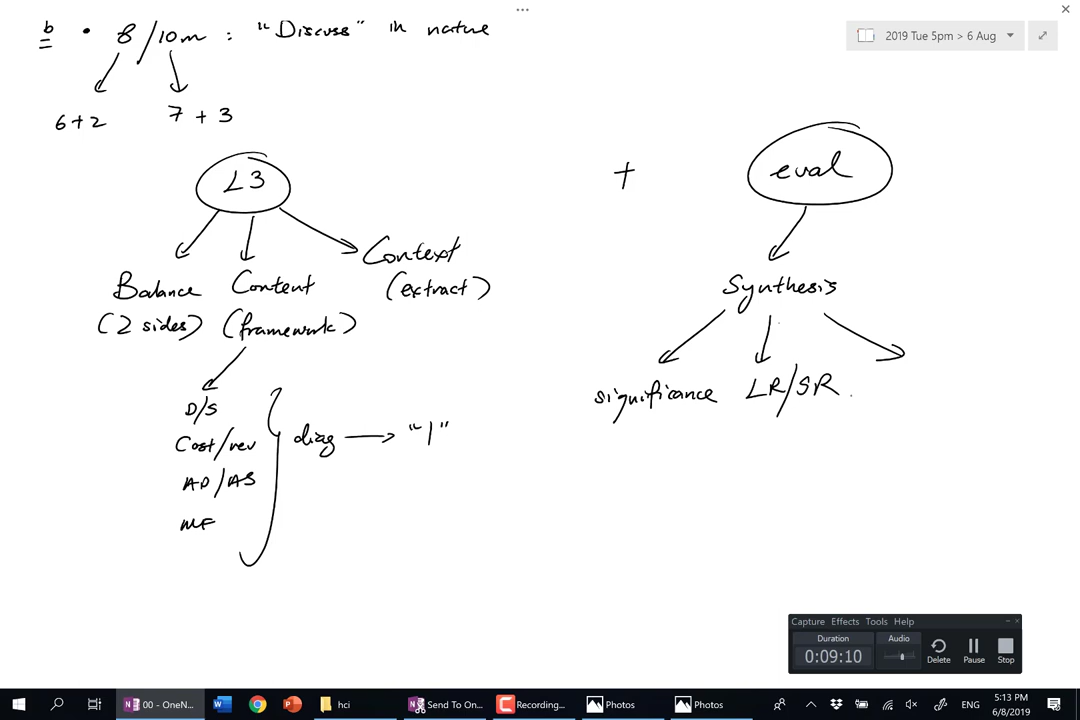 b • 8/10m : "Discuss" in nature
2019 Tue 5pm > 6 Aug
6+2
7 + 3
L3
+
eval
Context
(extract)
Balance
(2 sides)
Content
(framework)
Synthesis
D/S
Cost/rev
AD/AS
MF
diag
"1"
significance
LR/SR
Capture Effects Tools Help
Duration
0:09:10
Audio
Delete
Pause
Stop
00 - OneN...
hci
Send To On...
Recording...
Photos
Photos
ENG
5:13 PM
6/8/2019